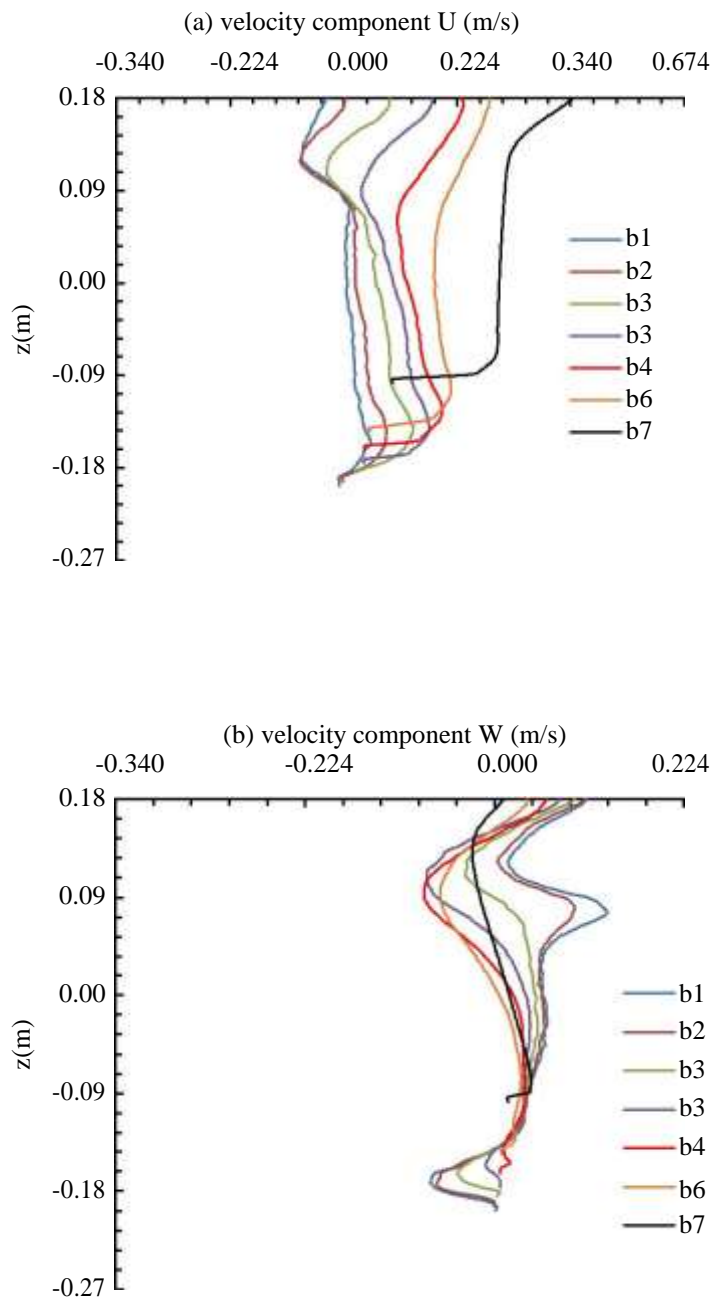 (a) velocity component U (m/s)
-0.340 -0.224 0.000 0.224 0.340 0.674
0.18
0.09
0.00
-0.09
-0.18
-0.27
z(m)
b1
b2
b3
b3
b4
b6
b7
(b) velocity component W (m/s)
-0.340 -0.224 0.000 0.224
0.18
0.09
0.00
-0.09
-0.18
-0.27
z(m)
b1
b2
b3
b3
b4
b6
b7